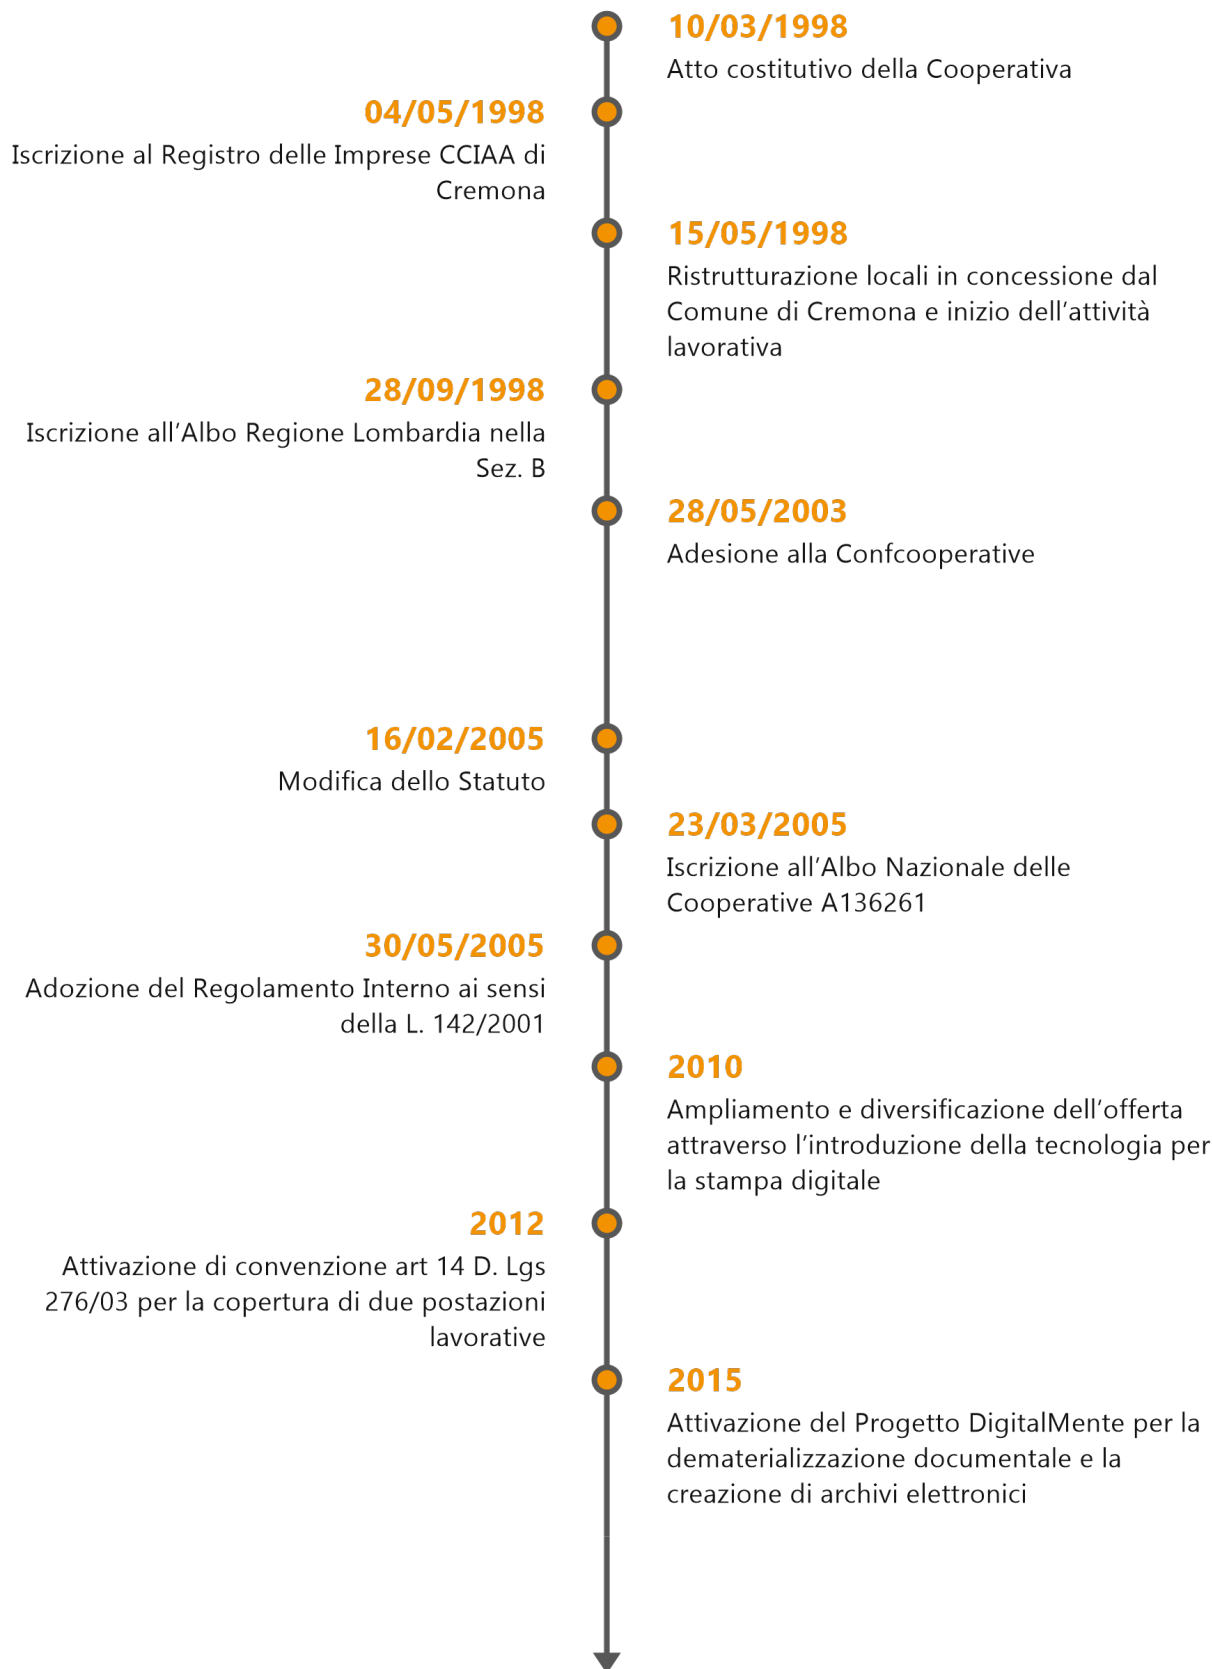 10/03/1998
Atto costitutivo della Cooperativa
04/05/1998
Iscrizione al Registro delle Imprese CCIAA di
Cremona
15/05/1998
Ristrutturazione locali in concessione dal
Comune di Cremona e inizio dell’attività
lavorativa
28/09/1998
Iscrizione all’Albo Regione Lombardia nella
Sez. B
28/05/2003
Adesione alla Confcooperative
16/02/2005
Modifica dello Statuto
23/03/2005
Iscrizione all’Albo Nazionale delle
Cooperative A136261
30/05/2005
Adozione del Regolamento Interno ai sensi
della L. 142/2001
2010
Ampliamento e diversificazione dell’offerta
attraverso l’introduzione della tecnologia per
la stampa digitale
2012
Attivazione di convenzione art 14 D. Lgs
276/03 per la copertura di due postazioni
lavorative
2015
Attivazione del Progetto DigitalMente per la
dematerializzazione documentale e la
creazione di archivi elettronici